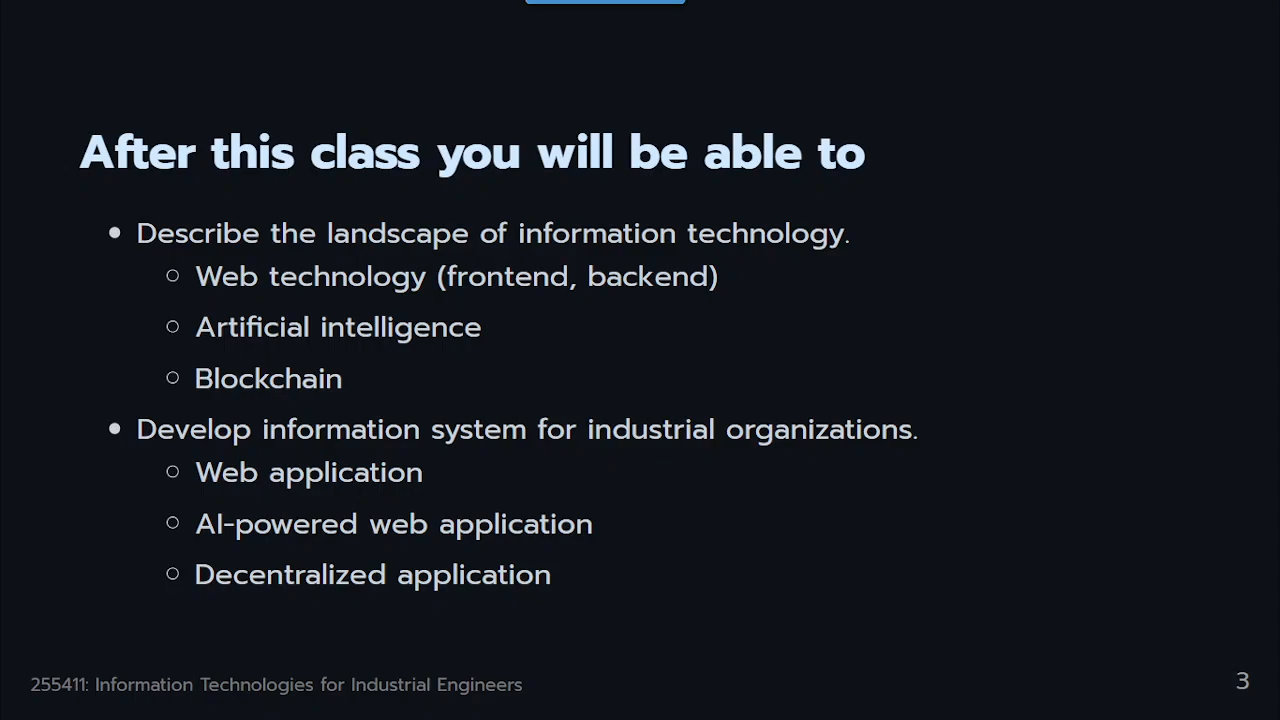 After this class you will be able to
• Describe the landscape of information technology.
○ Web technology (frontend, backend)
○ Artificial intelligence
○ Blockchain
• Develop information system for industrial organizations.
○ Web application
○ AI-powered web application
○ Decentralized application
255411: Information Technologies for Industrial Engineers
3